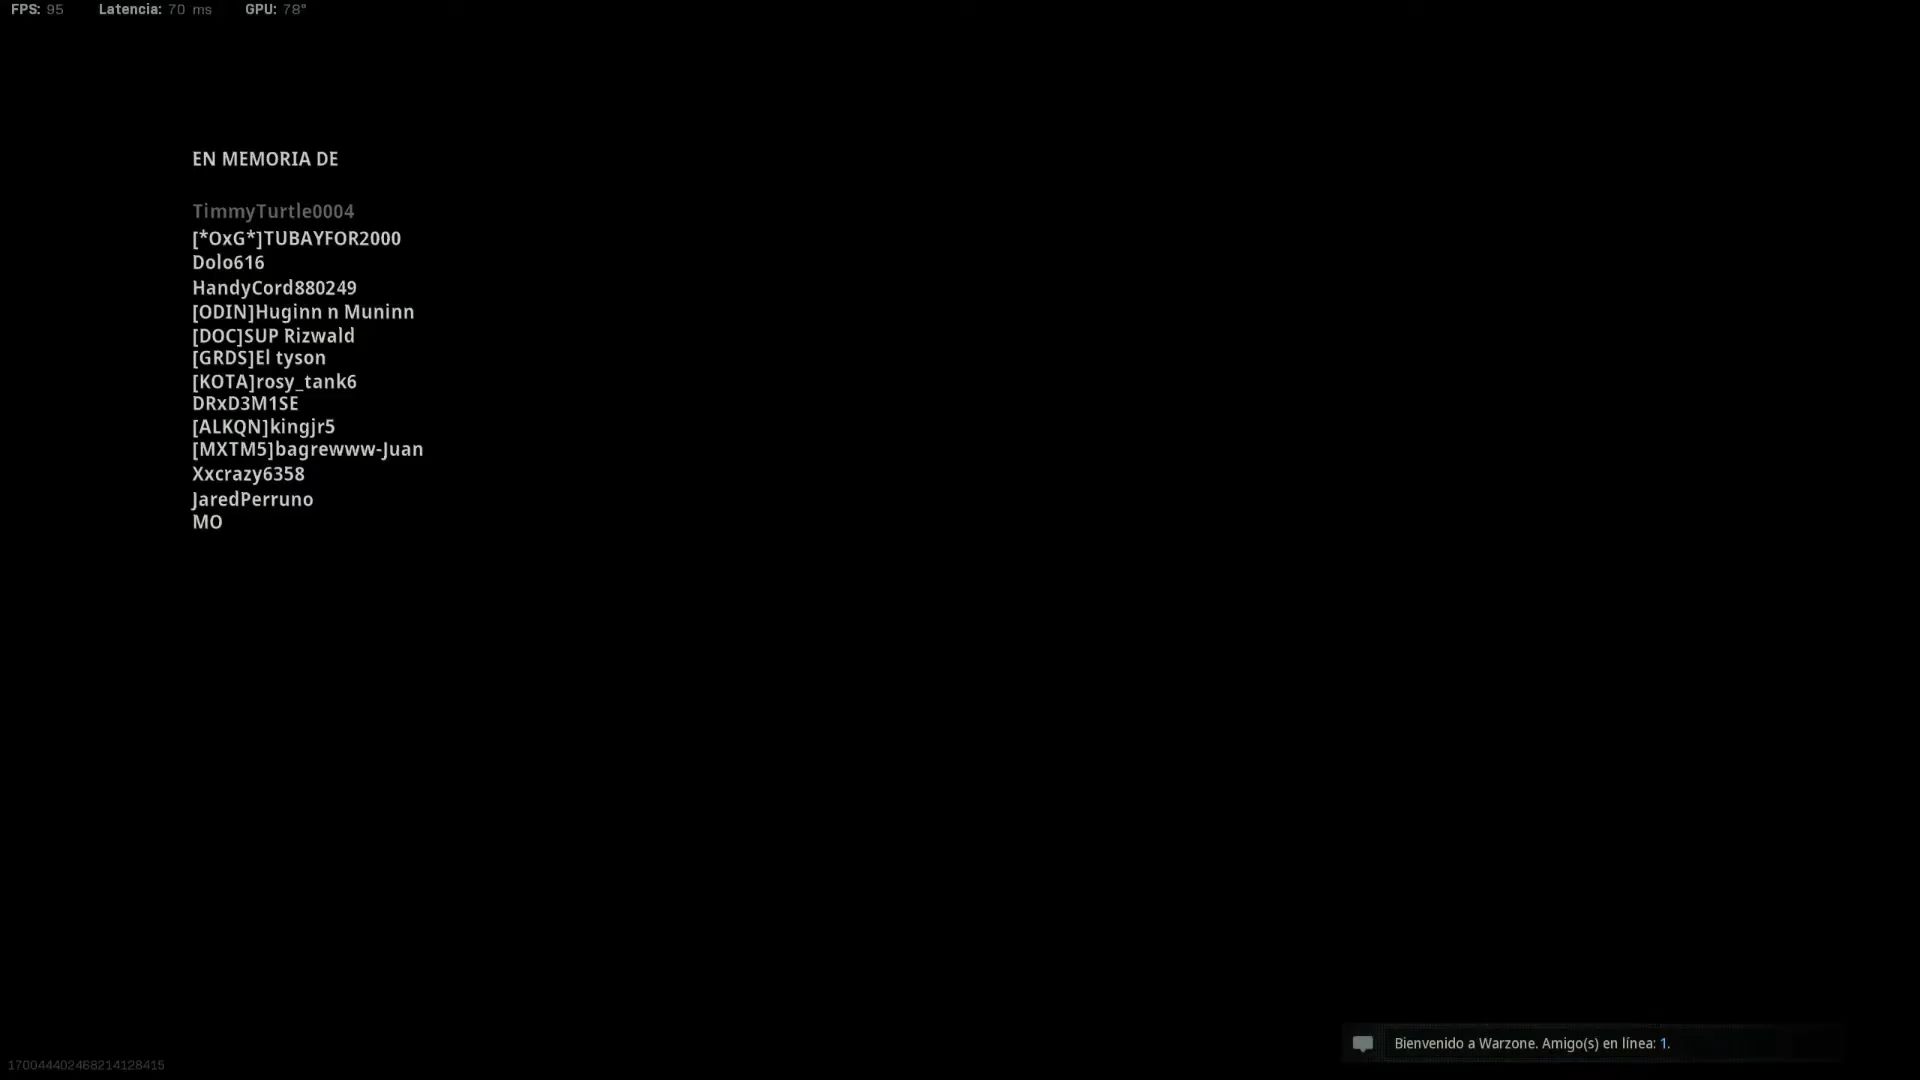 FPS: 95 Latencia: 70 ms GPU: 78°
EN MEMORIA DE
TimmyTurtle0004
[*OxG*]TUBAYFOR2000
Dolo616
HandyCord880249
[ODIN]Huginn n Muninn
[DOC]SUP Rizwald
[GRDS]El tyson
[KOTA]rosy_tank6
DRxD3M1SE
[ALKQN]kingjr5
[MXTM5]bagrewww-Juan
Xxcrazy6358
JaredPerruno
MO
Bienvenido a Warzone. Amigo(s) en línea: 1.
170044402468214128415